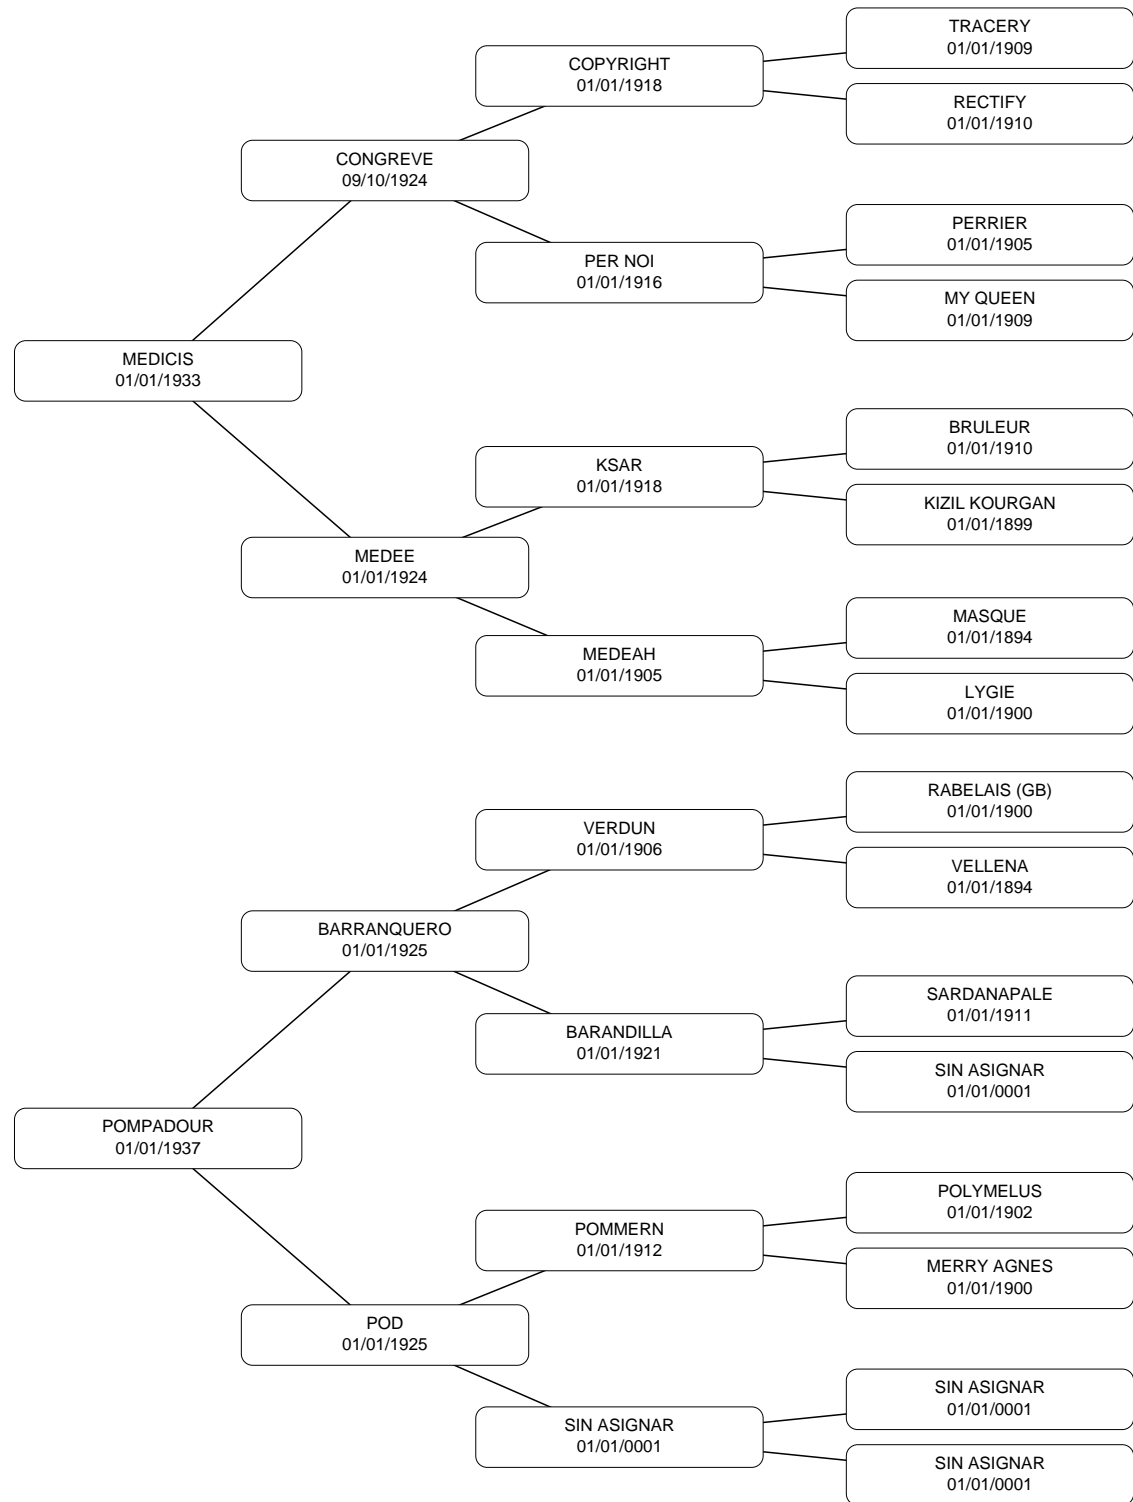 TRACERY
01/01/1909
COPYRIGHT
01/01/1918
RECTIFY
01/01/1910
CONGREVE
09/10/1924
PERRIER
01/01/1905
PER NOI
01/01/1916
MY QUEEN
01/01/1909
MEDICIS
01/01/1933
BRULEUR
01/01/1910
KSAR
01/01/1918
KIZIL KOURGAN
01/01/1899
MEDEE
01/01/1924
MASQUE
01/01/1894
MEDEAH
01/01/1905
LYGIE
01/01/1900
RABELAIS (GB)
01/01/1900
VERDUN
01/01/1906
VELLENA
01/01/1894
BARRANQUERO
01/01/1925
SARDANAPALE
01/01/1911
BARANDILLA
01/01/1921
SIN ASIGNAR
01/01/0001
POMPADOUR
01/01/1937
POLYMELUS
01/01/1902
POMMERN
01/01/1912
MERRY AGNES
01/01/1900
POD
01/01/1925
SIN ASIGNAR
01/01/0001
SIN ASIGNAR
01/01/0001
SIN ASIGNAR
01/01/0001